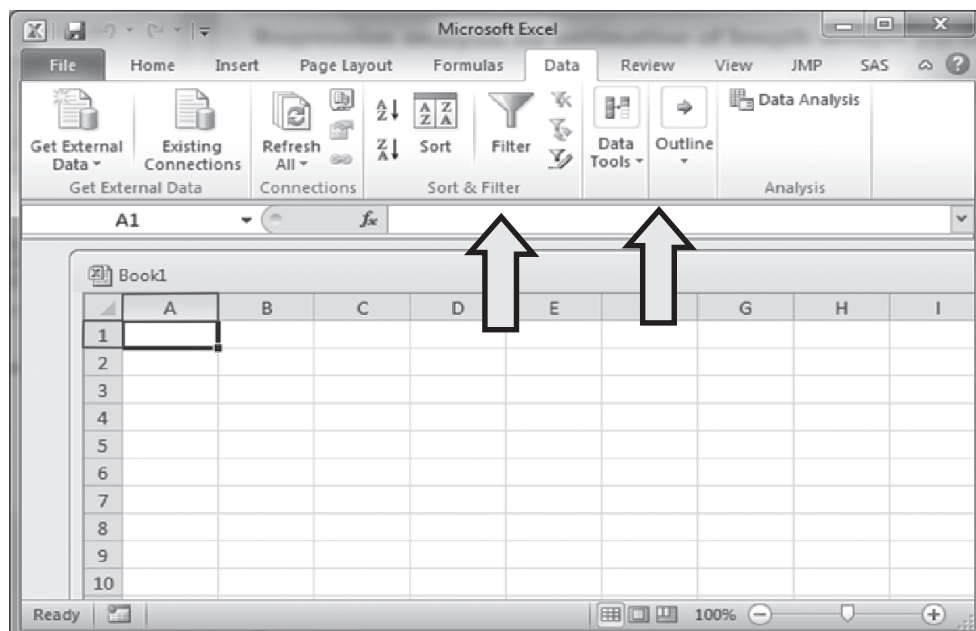 Microsoft Excel
File Home Insert Page Layout Formulas Data Review View JMP SAS
Get External Data
Existing Connections
Refresh All
Sort
Filter
Data Tools
Outline
Data Analysis
Get External Data Connections Sort & Filter Analysis
A1 fx
Book1
A B C D E G H I
1
2
3
4
5
6
7
8
9
10
Ready 100%